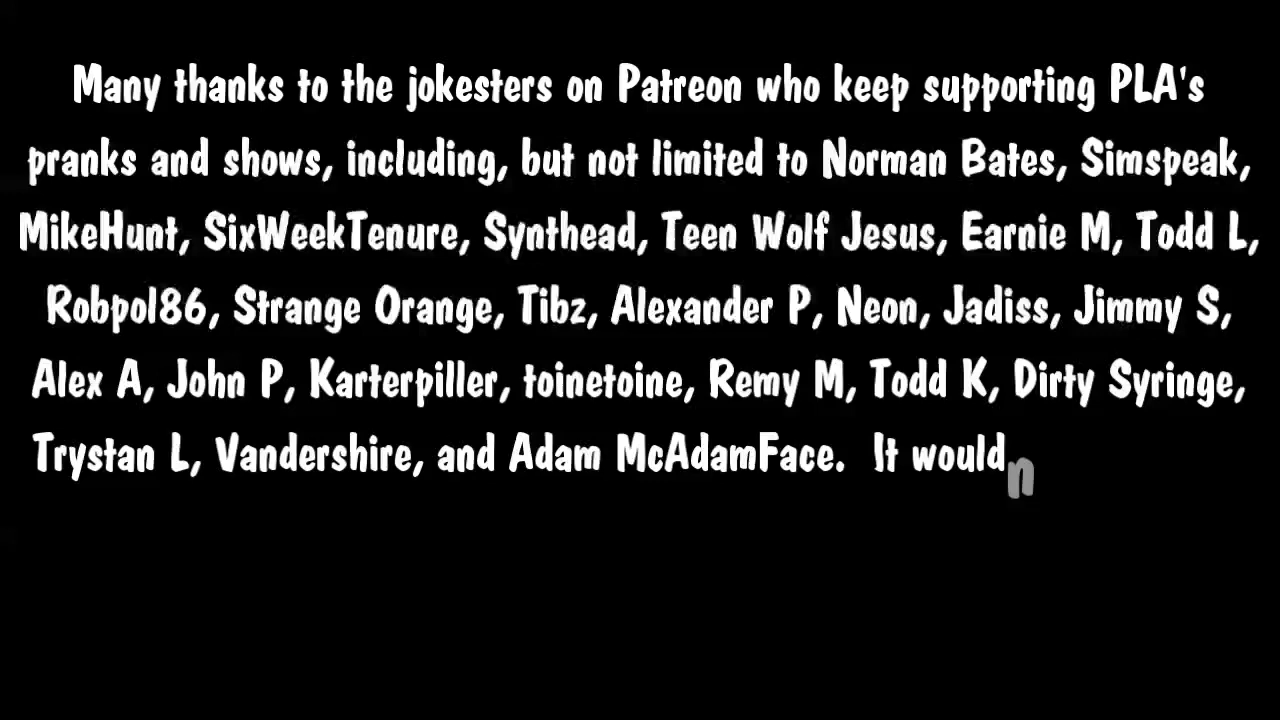 Many thanks to the jokesters on Patreon who keep supporting PLA's
pranks and shows, including, but not limited to Norman Bates, Simspeak,
MikeHunt, SixWeekTenure, Synthead, Teen Wolf Jesus, Earnie M, Todd L,
Robpol86, Strange Orange, Tibz, Alexander P, Neon, Jadiss, Jimmy S,
Alex A, John P, Karterpiller, toinetoine, Remy M, Todd K, Dirty Syringe,
Trystan L, Vandershire, and Adam McAdamFace.  It wouldn